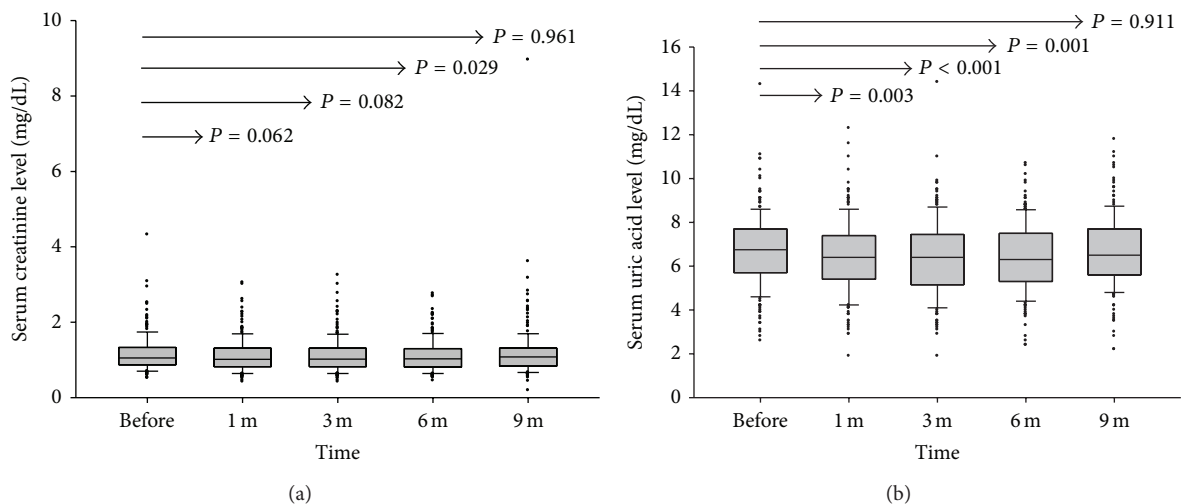 10
8
6
4
2
0
Serum creatinine level (mg/dL)
P = 0.961
P = 0.029
P = 0.082
P = 0.062
Before 1 m 3 m 6 m 9 m
Time
(a)
16
14
12
10
8
6
4
2
0
Serum uric acid level (mg/dL)
P = 0.911
P = 0.001
P < 0.001
P = 0.003
Before 1 m 3 m 6 m 9 m
Time
(b)